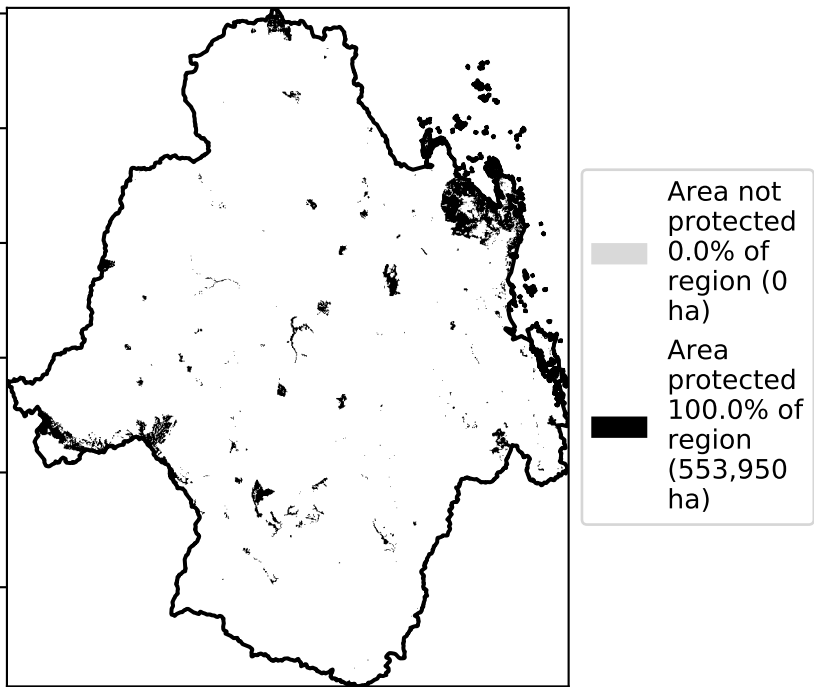 Area not
protected
0.0% of
region (0
ha)
Area
protected
100.0% of
region
(553,950
ha)